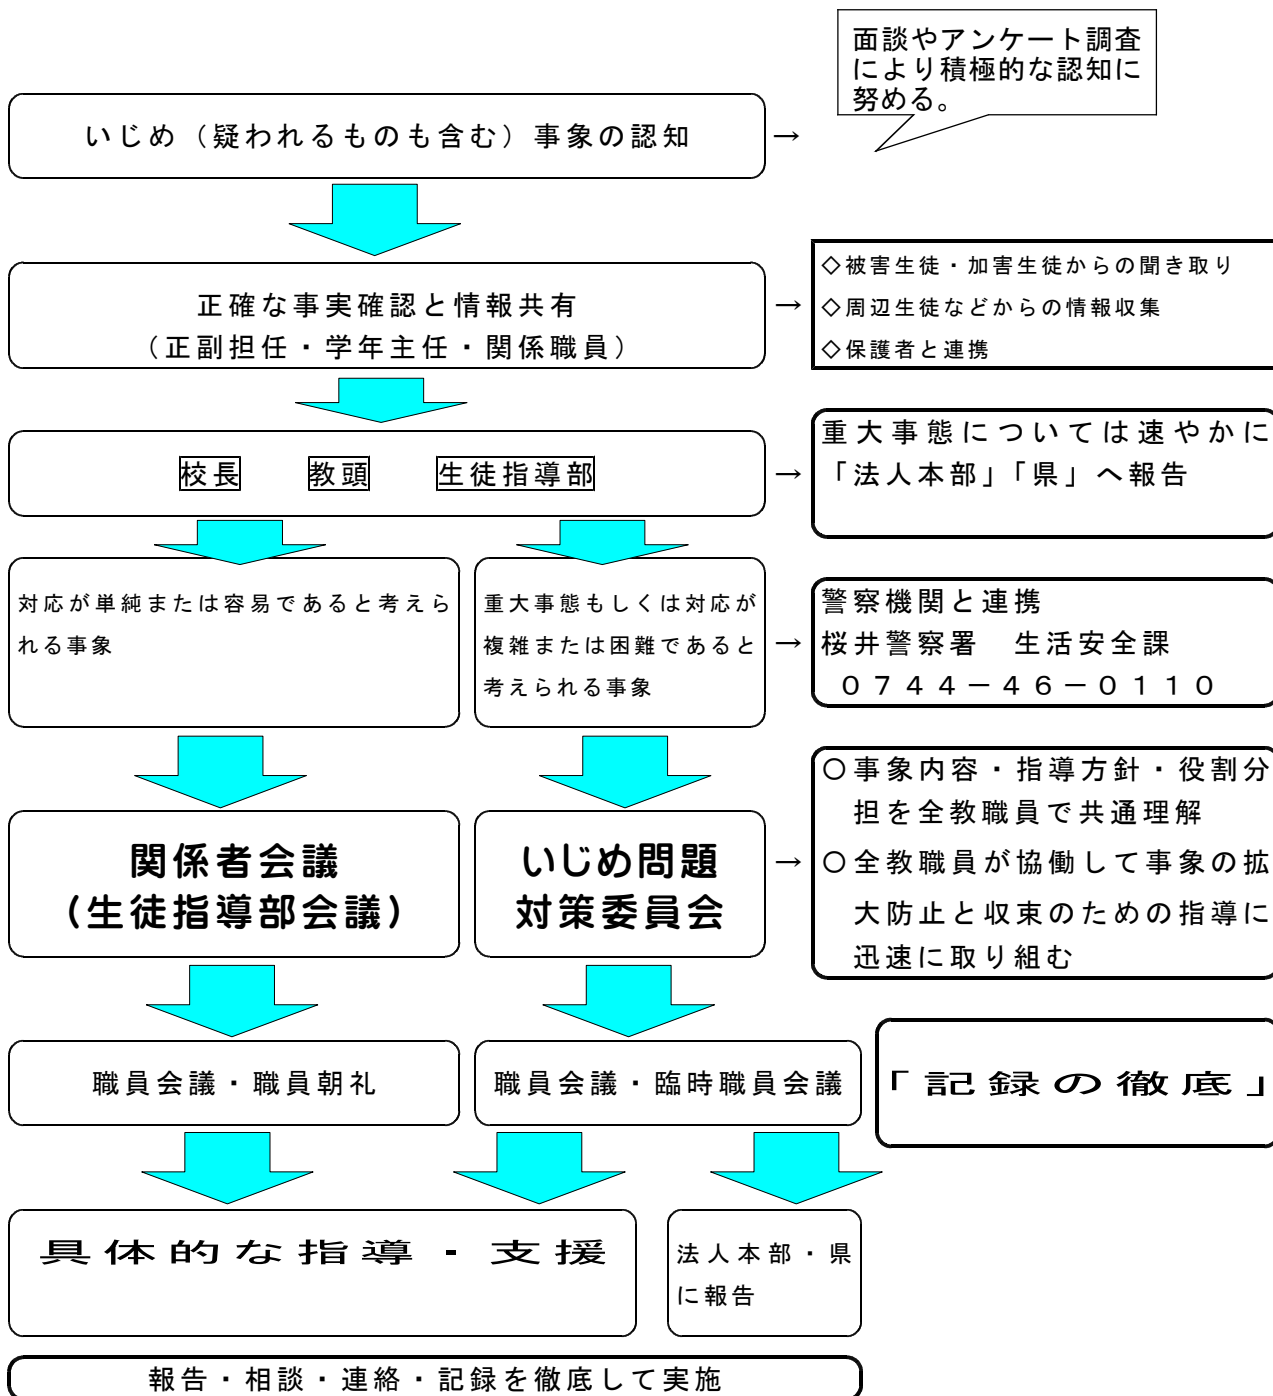 面談やアンケート調査
により積極的な認知に
努める。
いじめ（疑われるものも含む）事象の認知
→
正確な事実確認と情報共有
（正副担任・学年主任・関係職員）
→
◇被害生徒・加害生徒からの聞き取り
◇周辺生徒などからの情報収集
◇保護者と連携
校長　教頭　生徒指導部
→
重大事態については速やかに
「法人本部」「県」へ報告
対応が単純または容易であると考えら
れる事象
重大事態もしくは対応が
複雑または困難であると
考えられる事象
→
警察機関と連携
桜井警察署　生活安全課
０７４４－４６－０１１０
関係者会議
（生徒指導部会議）
いじめ問題
対策委員会
→
○事象内容・指導方針・役割分
担を全教職員で共通理解
○全教職員が協働して事象の拡
大防止と収束のための指導に
迅速に取り組む
職員会議・職員朝礼
職員会議・臨時職員会議
「記録の徹底」
具体的な指導・支援
法人本部・県
に報告
報告・相談・連絡・記録を徹底して実施